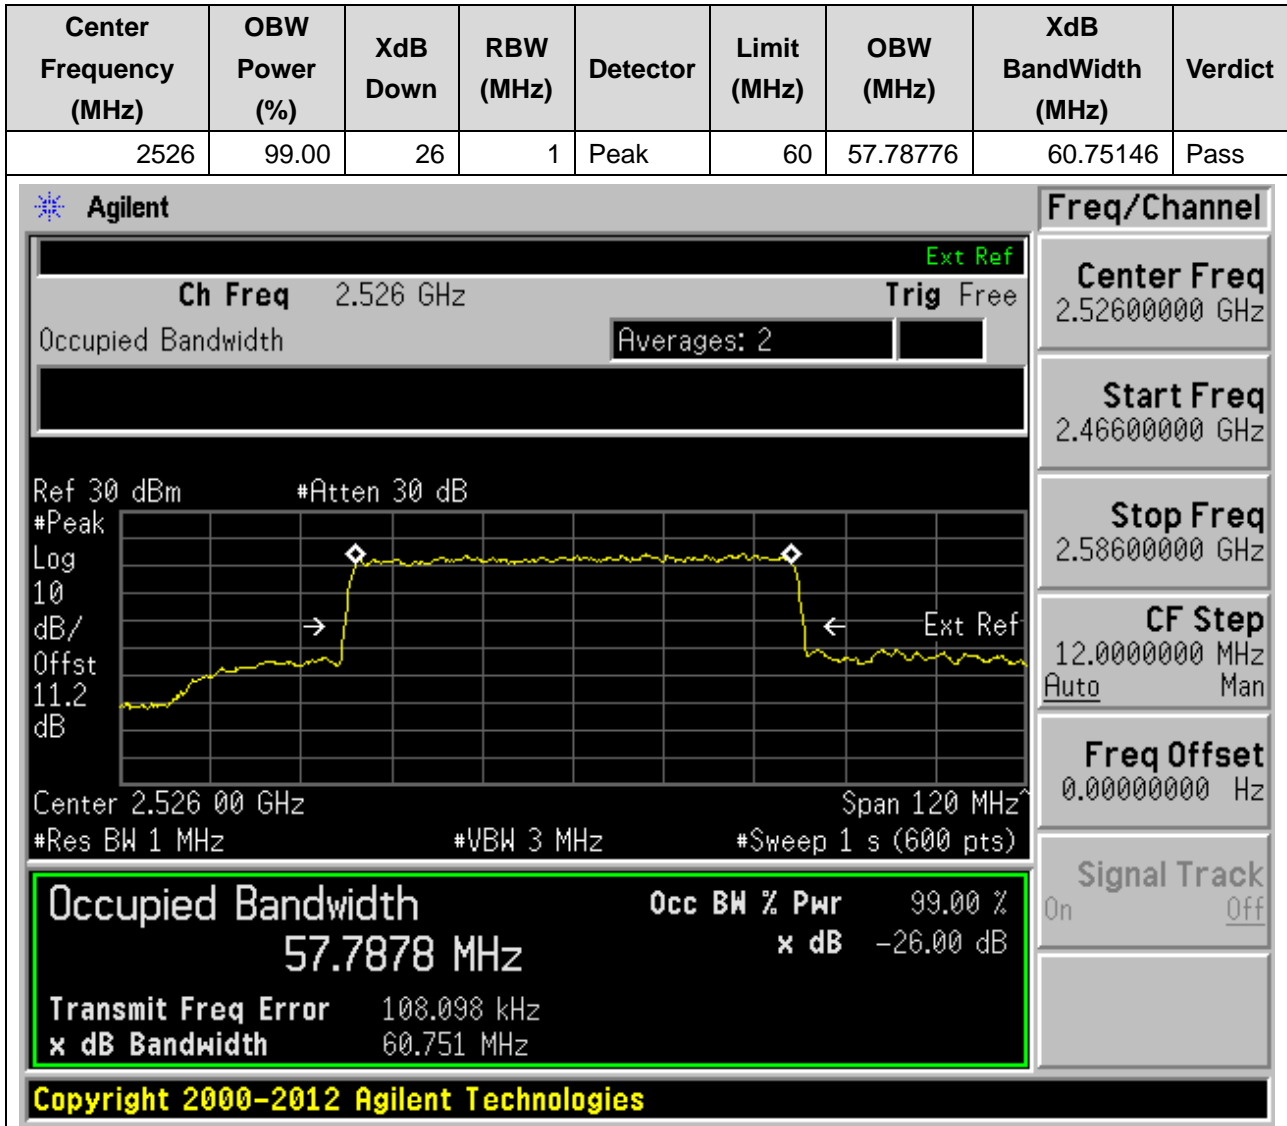 Center Frequency (MHz) OBW Power (%) XdB Down RBW (MHz) Detector Limit (MHz) OBW (MHz) XdB BandWidth (MHz) Verdict
2526 99.00 26 1 Peak 60 57.78776 60.75146 Pass
Agilent
Freq/Channel
Ext Ref
Ch Freq 2.526 GHz Trig Free
Occupied Bandwidth Averages: 2
Ref 30 dBm #Atten 30 dB
#Peak
Log
10
dB/
Offst
11.2
dB
Ext Ref
Center 2.526 00 GHz Span 120 MHz^
#Res BW 1 MHz #VBW 3 MHz #Sweep 1 s (600 pts)
Occupied Bandwidth
57.7878 MHz
Occ BW % Pwr 99.00 %
x dB -26.00 dB
Transmit Freq Error 108.098 kHz
x dB Bandwidth 60.751 MHz
Center Freq
2.52600000 GHz
Start Freq
2.46600000 GHz
Stop Freq
2.58600000 GHz
CF Step
12.0000000 MHz
Auto Man
Freq Offset
0.00000000 Hz
Signal Track
On Off
Copyright 2000-2012 Agilent Technologies